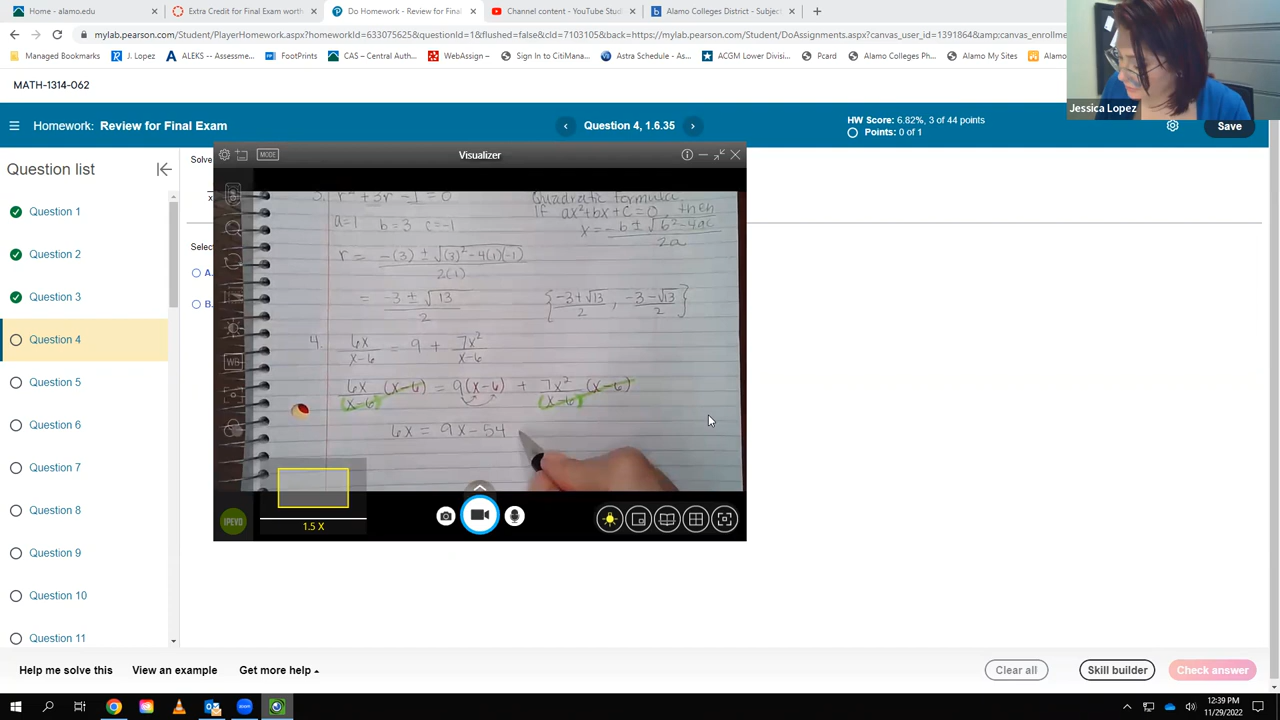 Home - alamo.edu
Extra Credit for Final Exam worth
Do Homework - Review for Final
Channel content - YouTube Stud
Alamo Colleges District - Subject
mylab.pearson.com/Student/PlayerHomework.aspx?homeworkId=633075625&questionId=1&flushed=false&cId=7103105&back=https://mylab.pearson.com/Student/DoAssignments.aspx?canvas_user_id=1391864&amp;canvas_enrollme
Managed Bookmarks
J. Lopez
ALEKS -- Assessme...
FootPrints
CAS – Central Auth...
WebAssign
Sign In to CitiMana...
Astra Schedule - As...
ACGM Lower Divisi...
Pcard
Alamo Colleges Ph...
Alamo My Sites
Alamo
MATH-1314-062
Jessica Lopez
Homework: Review for Final Exam
Question 4, 1.6.35
HW Score: 6.82%, 3 of 44 points
Points: 0 of 1
Save
Question list
Question 1
Question 2
Question 3
Question 4
Question 5
Question 6
Question 7
Question 8
Question 9
Question 10
Question 11
Solve
x
Select
A.
B.
MODE
Visualizer
3. r² + 3r -1 = 0
a=1 b=3 c=-1
Quadratic formula
If ax²+bx+c=0, then
x = -b ± √b²-4ac / 2a
r = -(3) ± √(3)²-4(1)(-1) / 2(1)
= -3 ± √13 / 2
{-3+√13 / 2, -3-√13 / 2}
4. 6x / x-6 = 9 + 7x² / x-6
6x / (x-6) (x-6) = 9(x-6) + 7x² / (x-6) (x-6)
6x = 9x - 54
WB
IPEVO
1.5 X
Help me solve this
View an example
Get more help
Clear all
Skill builder
Check answer
12:39 PM
11/29/2022